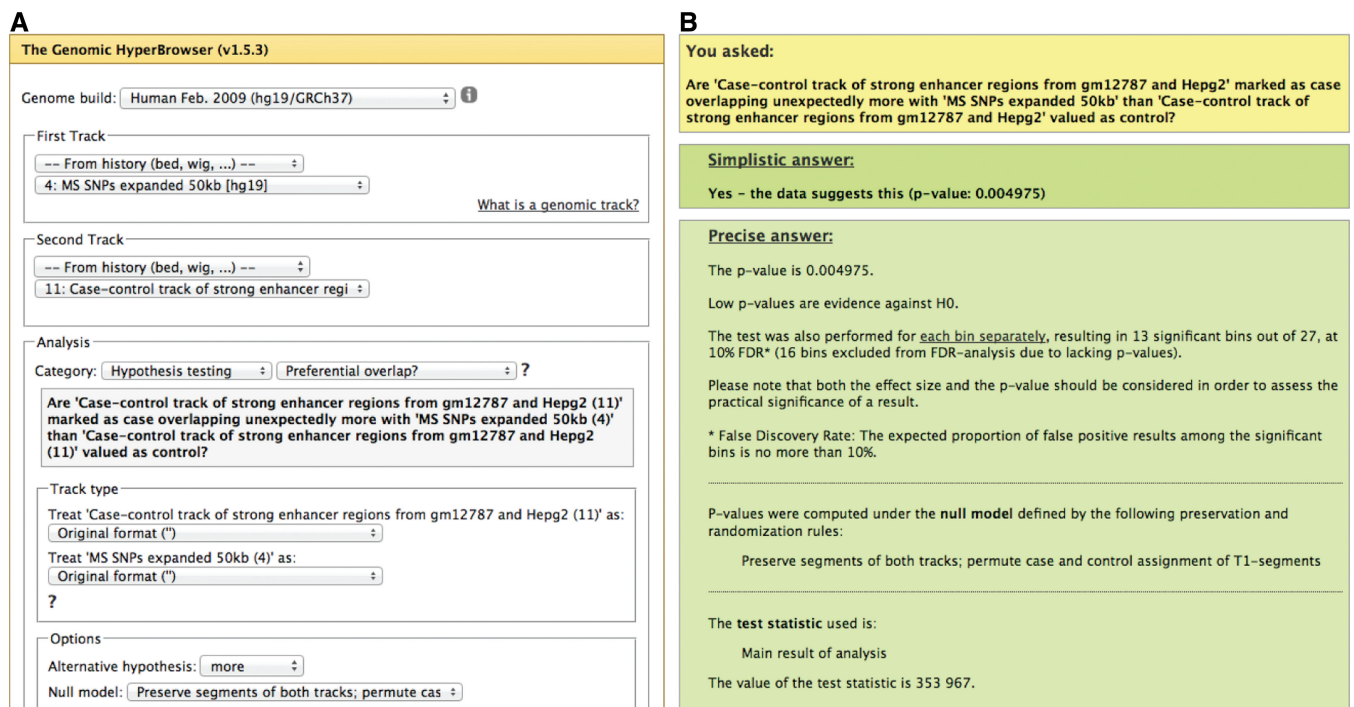 A
The Genomic HyperBrowser (v1.5.3)
Genome build: Human Feb. 2009 (hg19/GRCh37)
First Track
-- From history (bed, wig, ...) --
4: MS SNPs expanded 50kb [hg19]
What is a genomic track?
Second Track
-- From history (bed, wig, ...) --
11: Case-control track of strong enhancer regi
Analysis
Category: Hypothesis testing Preferential overlap? ?
Are 'Case-control track of strong enhancer regions from gm12787 and Hepg2 (11)'
marked as case overlapping unexpectedly more with 'MS SNPs expanded 50kb (4)'
than 'Case-control track of strong enhancer regions from gm12787 and Hepg2
(11)' valued as control?
Track type
Treat 'Case-control track of strong enhancer regions from gm12787 and Hepg2 (11)' as:
Original format ('')
Treat 'MS SNPs expanded 50kb (4)' as:
Original format ('')
?
Options
Alternative hypothesis: more
Null model: Preserve segments of both tracks; permute cas
B
You asked:
Are 'Case-control track of strong enhancer regions from gm12787 and Hepg2' marked as case
overlapping unexpectedly more with 'MS SNPs expanded 50kb' than 'Case-control track of
strong enhancer regions from gm12787 and Hepg2' valued as control?
Simplistic answer:
Yes - the data suggests this (p-value: 0.004975)
Precise answer:
The p-value is 0.004975.
Low p-values are evidence against H0.
The test was also performed for each bin separately, resulting in 13 significant bins out of 27, at
10% FDR* (16 bins excluded from FDR-analysis due to lacking p-values).
Please note that both the effect size and the p-value should be considered in order to assess the
practical significance of a result.
* False Discovery Rate: The expected proportion of false positive results among the significant
bins is no more than 10%.
P-values were computed under the null model defined by the following preservation and
randomization rules:
Preserve segments of both tracks; permute case and control assignment of T1-segments
The test statistic used is:
Main result of analysis
The value of the test statistic is 353 967.